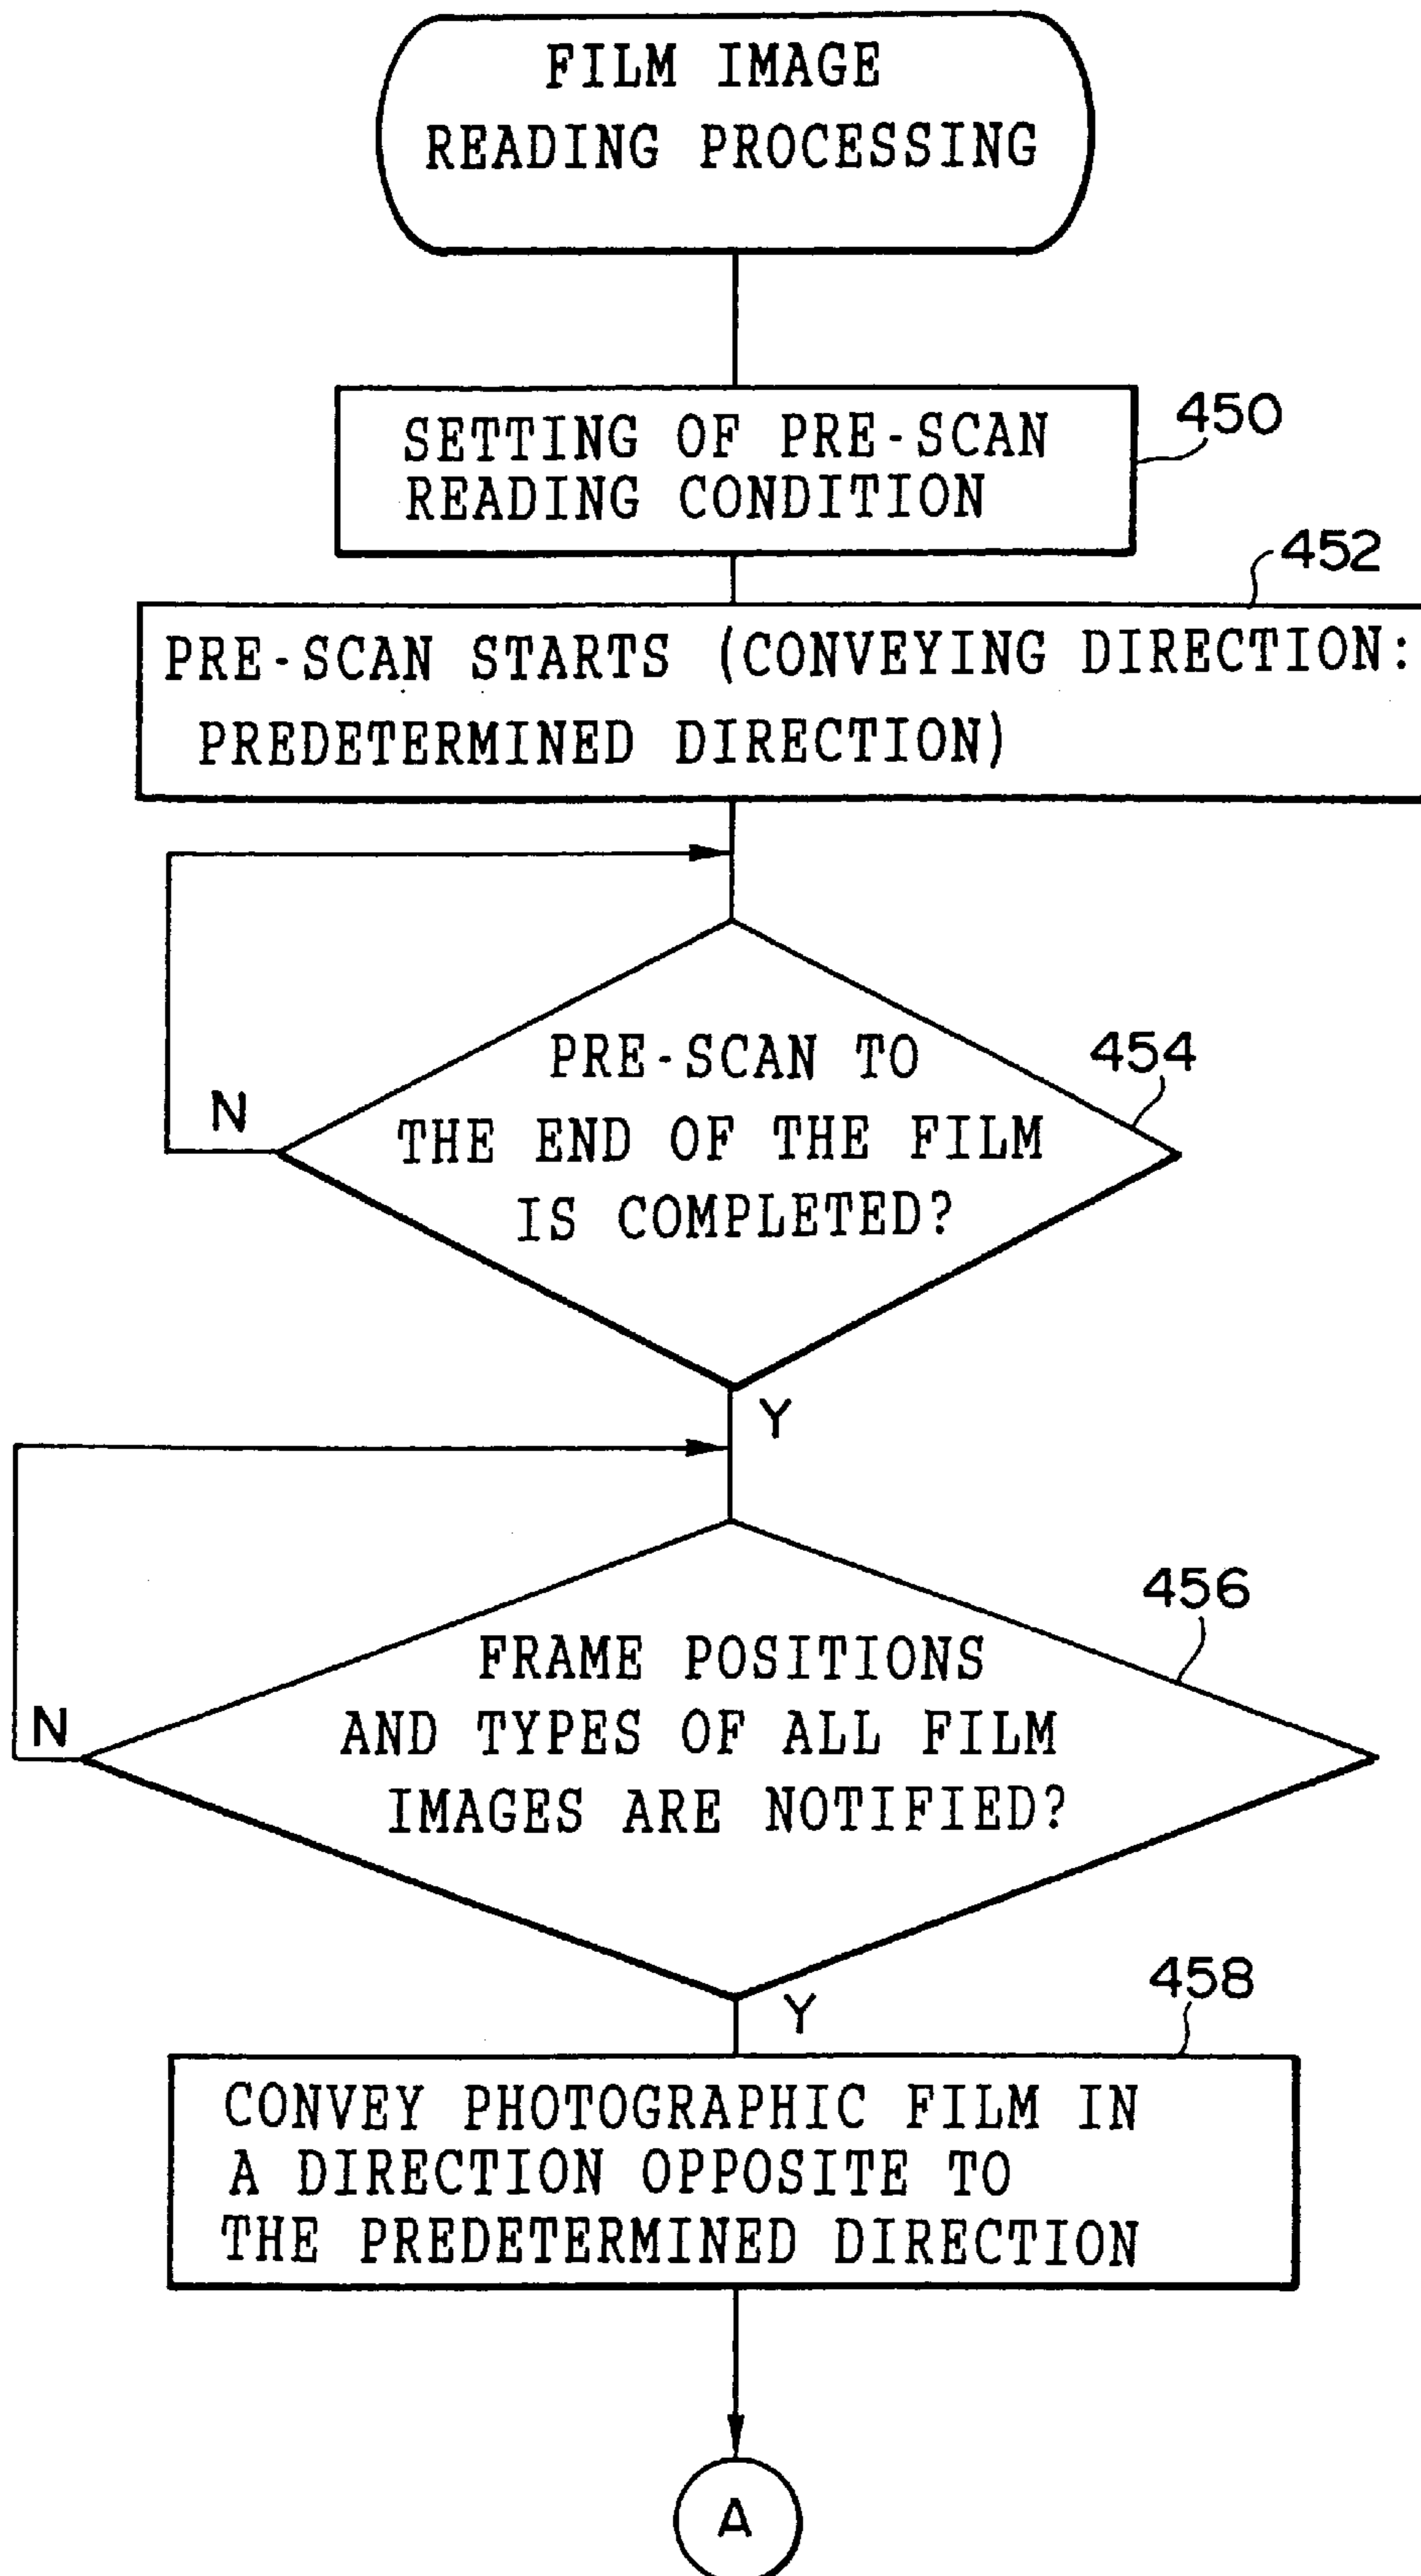 FILM IMAGE
READING PROCESSING
450
SETTING OF PRE-SCAN
READING CONDITION
452
PRE-SCAN STARTS (CONVEYING DIRECTION:
PREDETERMINED DIRECTION)
454
PRE-SCAN TO
N
THE END OF THE FILM
IS COMPLETED?
Y
456
FRAME POSITIONS
N
AND TYPES OF ALL FILM
IMAGES ARE NOTIFIED?
Y
458
CONVEY PHOTOGRAPHIC FILM IN
A DIRECTION OPPOSITE TO
THE PREDETERMINED DIRECTION
A